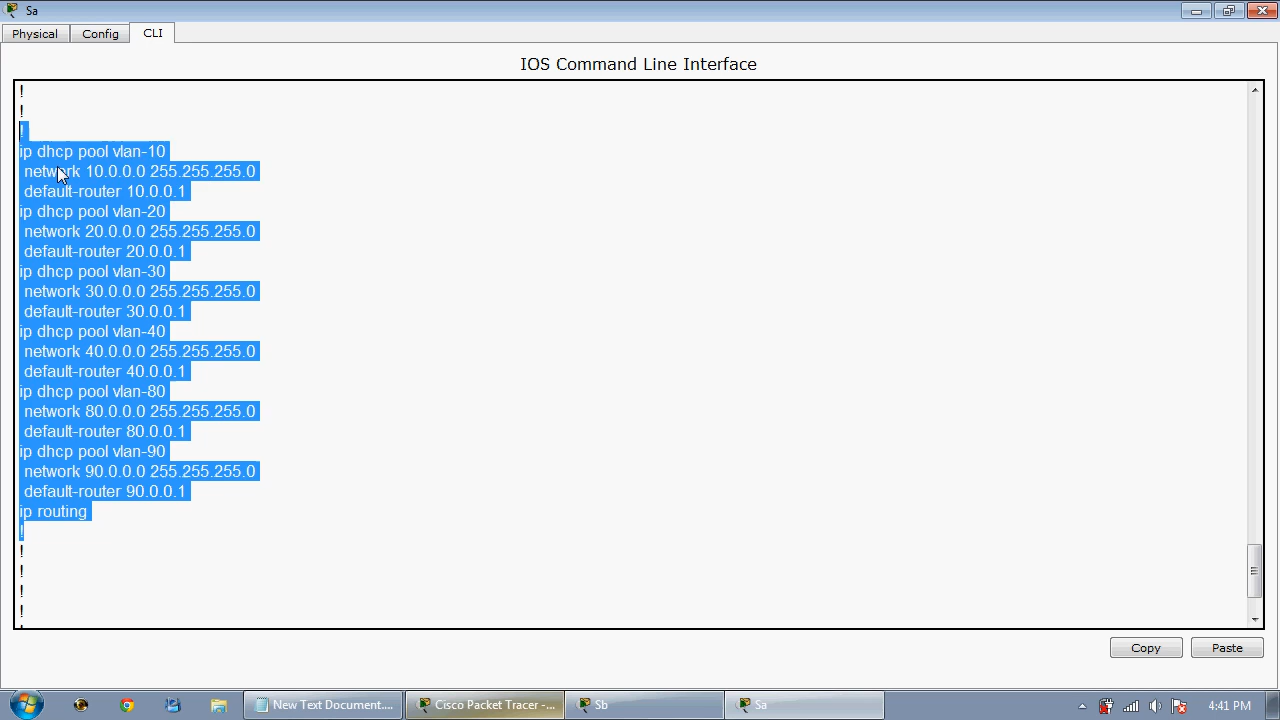 Sa
Physical
Config
CLI
IOS Command Line Interface
!
!
!
ip dhcp pool vlan-10
network 10.0.0.0 255.255.255.0
default-router 10.0.0.1
ip dhcp pool vlan-20
network 20.0.0.0 255.255.255.0
default-router 20.0.0.1
ip dhcp pool vlan-30
network 30.0.0.0 255.255.255.0
default-router 30.0.0.1
ip dhcp pool vlan-40
network 40.0.0.0 255.255.255.0
default-router 40.0.0.1
ip dhcp pool vlan-80
network 80.0.0.0 255.255.255.0
default-router 80.0.0.1
ip dhcp pool vlan-90
network 90.0.0.0 255.255.255.0
default-router 90.0.0.1
ip routing
!
!
!
!
!
Copy
Paste
New Text Document....
Cisco Packet Tracer -...
Sb
Sa
4:41 PM